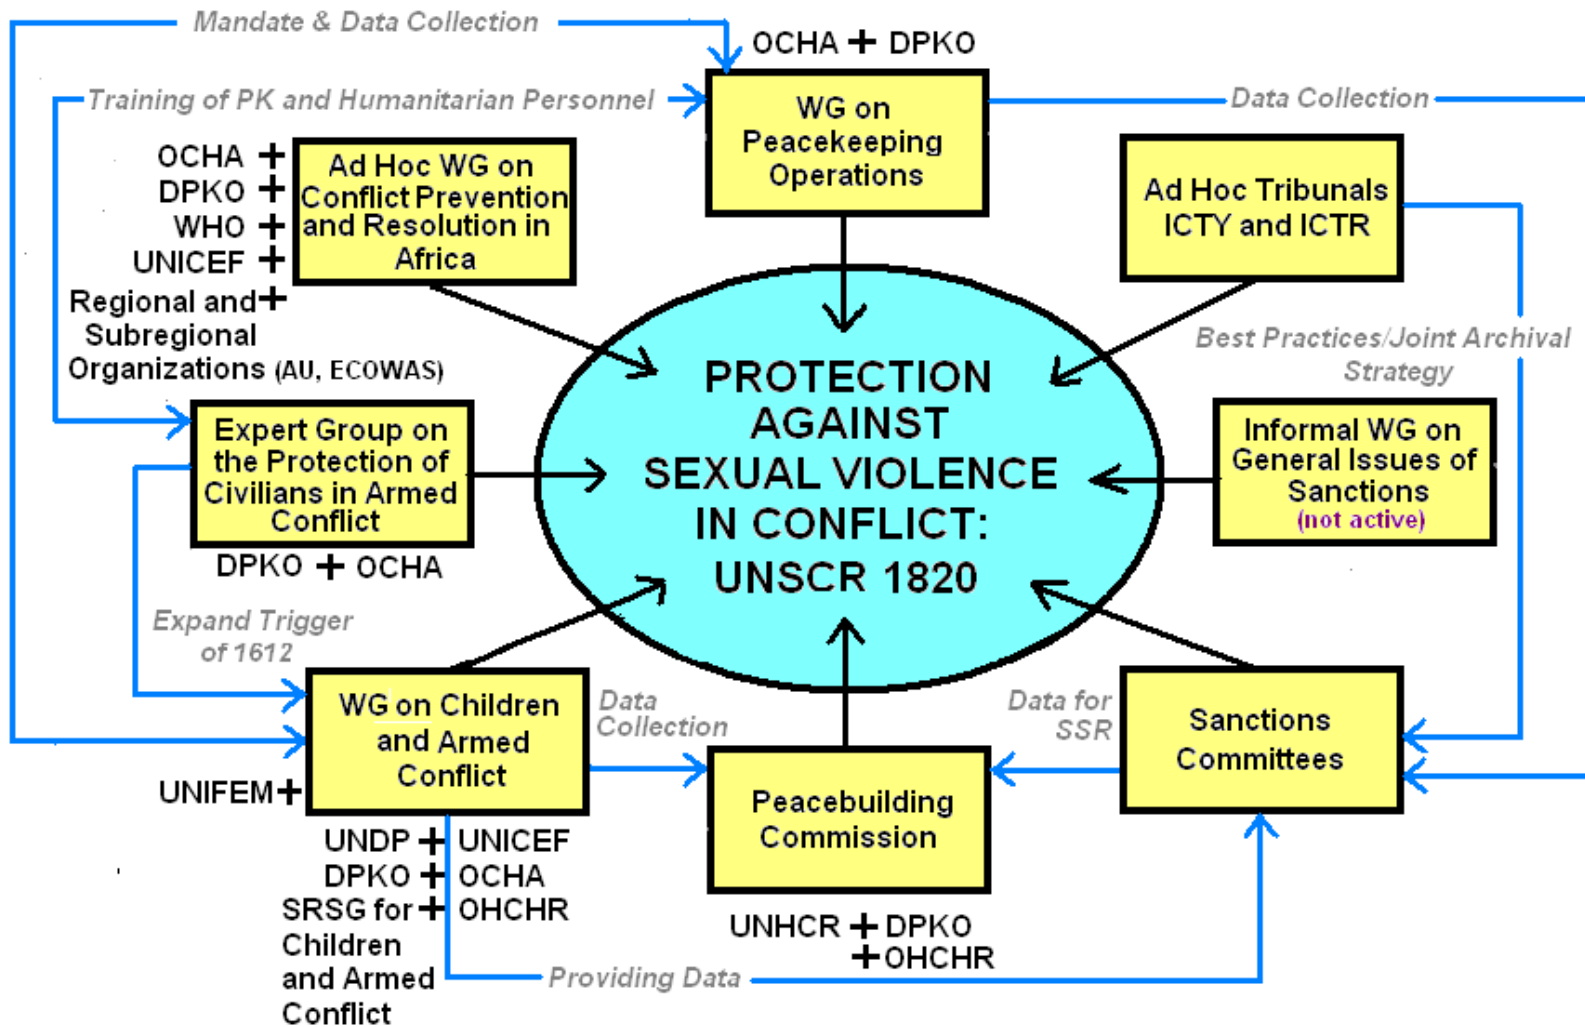 Mandate & Data Collection
OCHA + DPKO
Training of PK and Humanitarian Personnel
WG on
Peacekeeping
Operations
Data Collection
OCHA +
DPKO +
WHO +
UNICEF +
Regional and +
Subregional
Organizations (AU, ECOWAS)
Ad Hoc WG on
Conflict Prevention
and Resolution in
Africa
Ad Hoc Tribunals
ICTY and ICTR
Best Practices/Joint Archival
Strategy
PROTECTION
AGAINST
SEXUAL VIOLENCE
IN CONFLICT:
UNSCR 1820
Expert Group on
the Protection of
Civilians in Armed
Conflict
DPKO + OCHA
Informal WG on
General Issues of
Sanctions
(not active)
Expand Trigger
of 1612
WG on Children
and Armed
Conflict
UNIFEM +
UNDP + UNICEF
DPKO + OCHA
SRSG for + OHCHR
Children
and Armed
Conflict
Data
Collection
Peacebuilding
Commission
UNHCR + DPKO
+ OHCHR
Data for
SSR
Sanctions
Committees
Providing Data